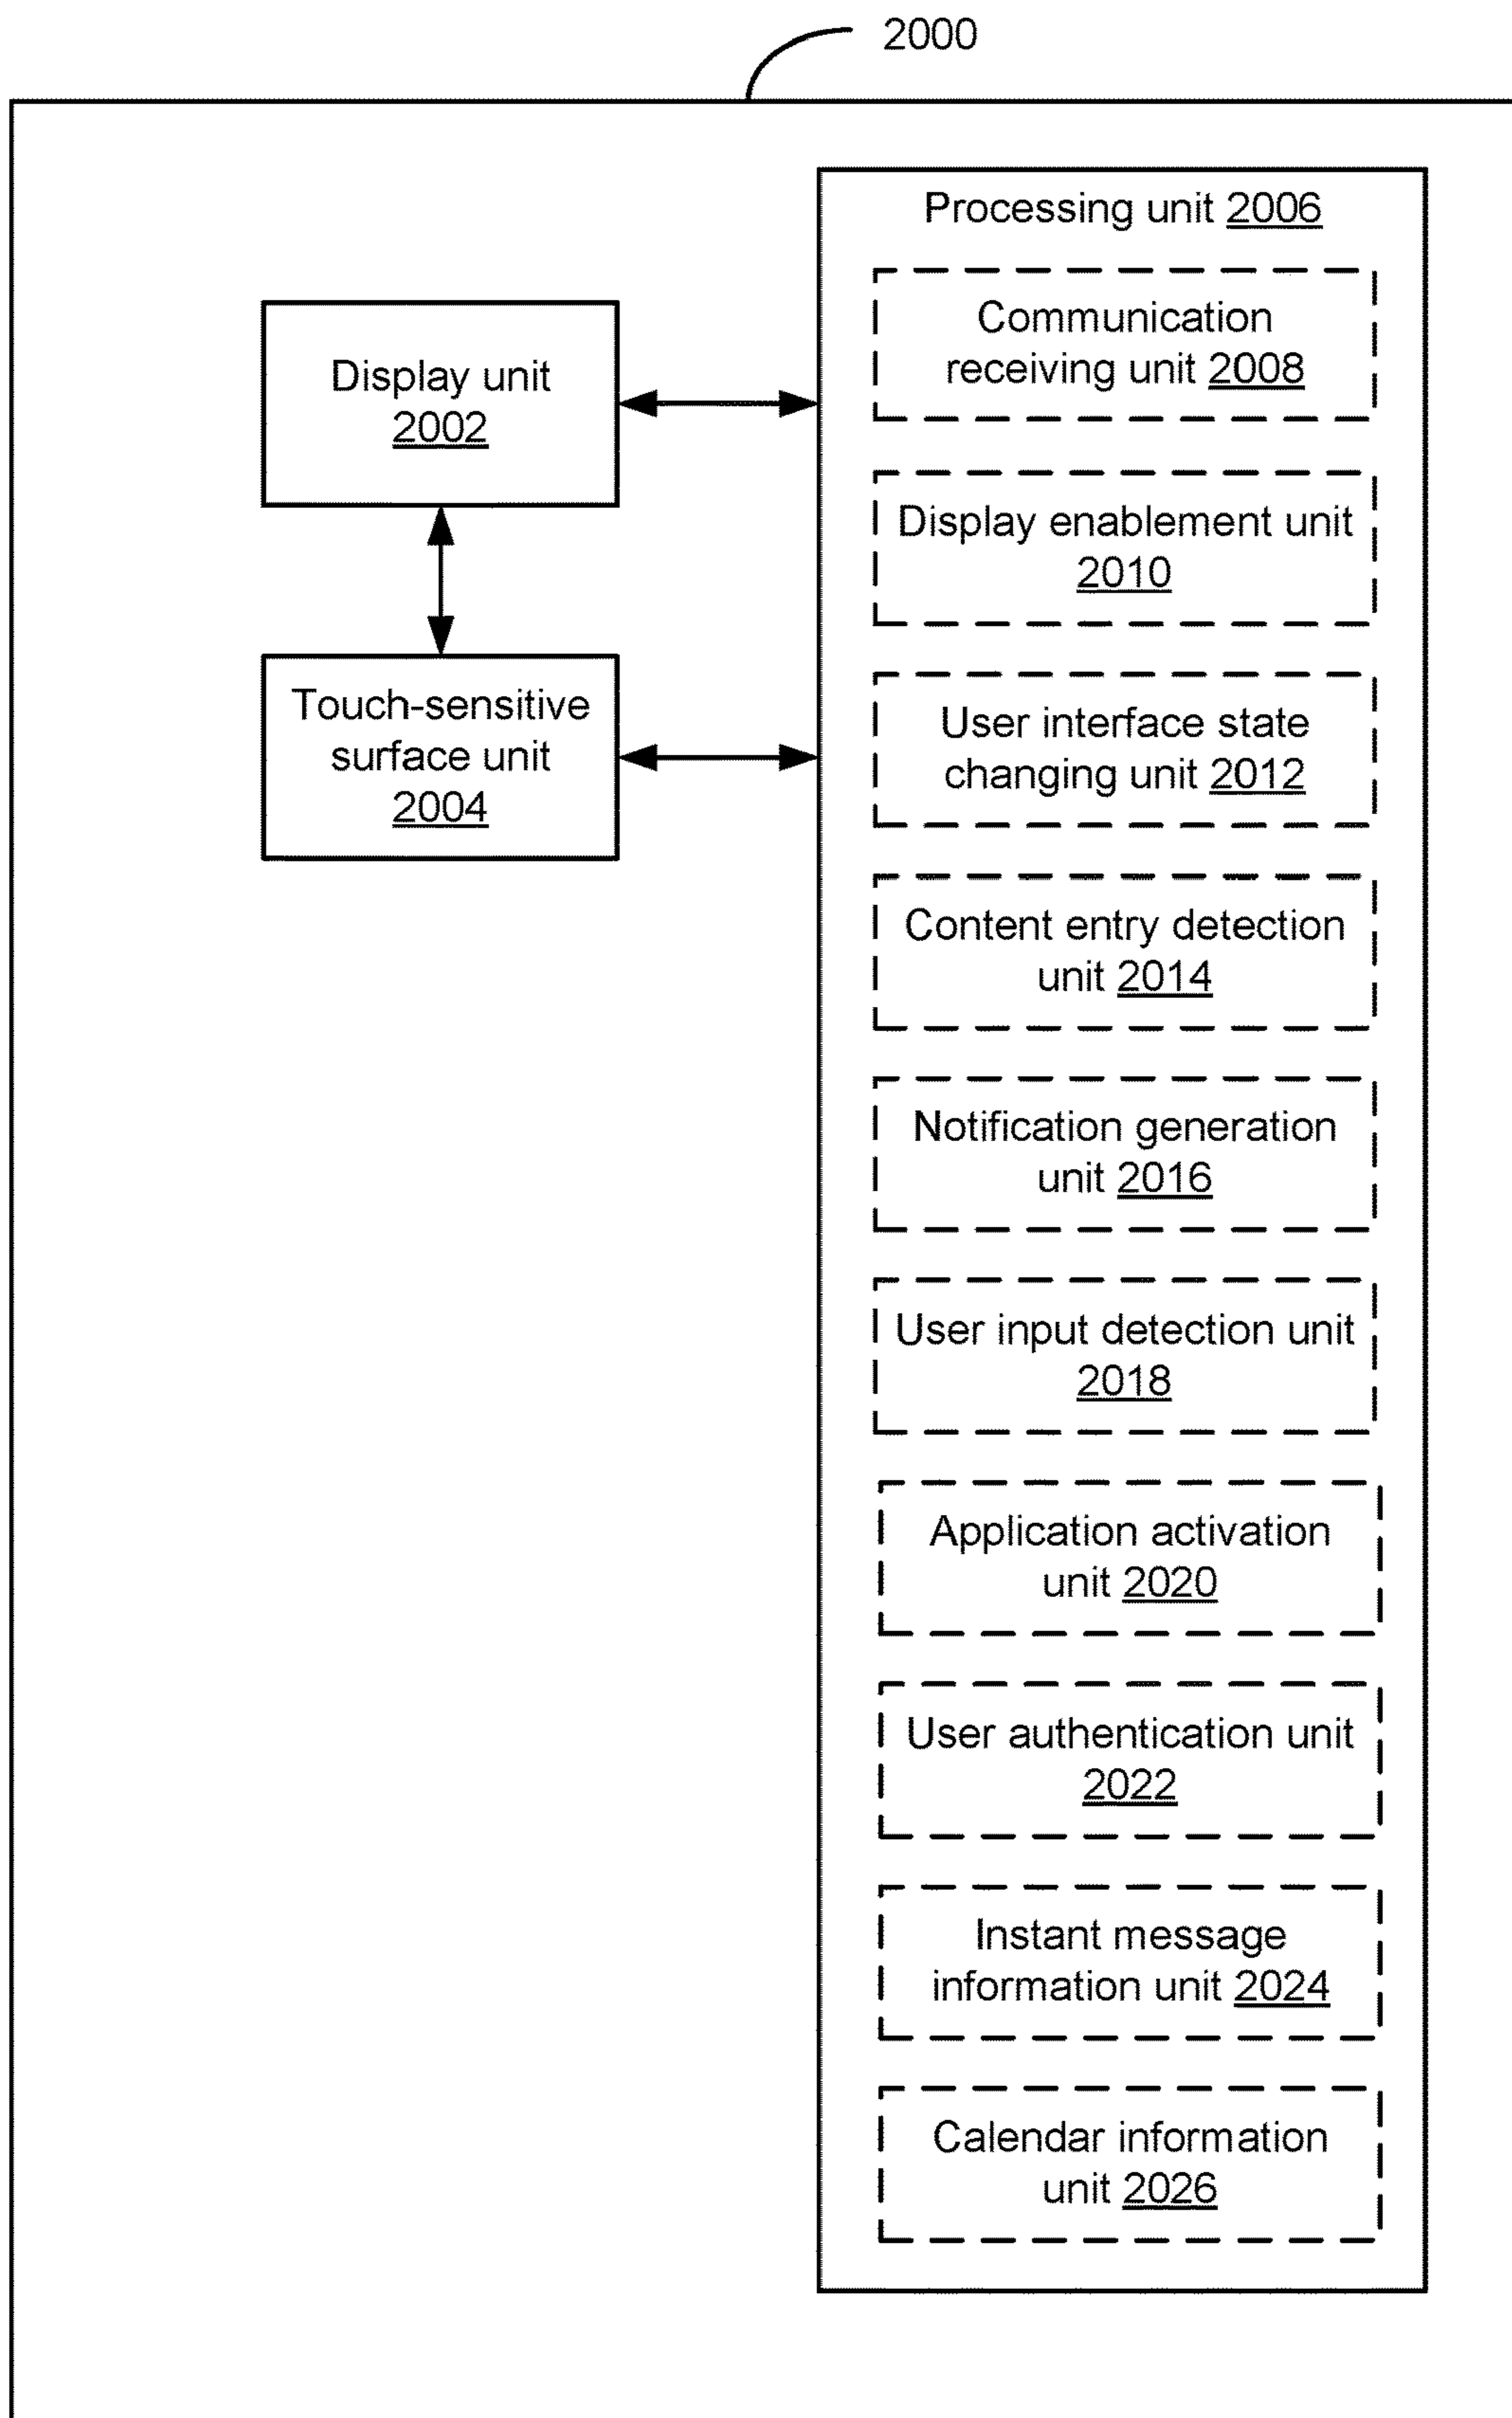 2000
Processing unit 2006
Communication
receiving unit 2008
Display unit
2002
Display enablement unit
2010
Touch-sensitive
surface unit
2004
User interface state
changing unit 2012
Content entry detection
unit 2014
Notification generation
unit 2016
User input detection unit
2018
Application activation
unit 2020
User authentication unit
2022
Instant message
information unit 2024
Calendar information
unit 2026